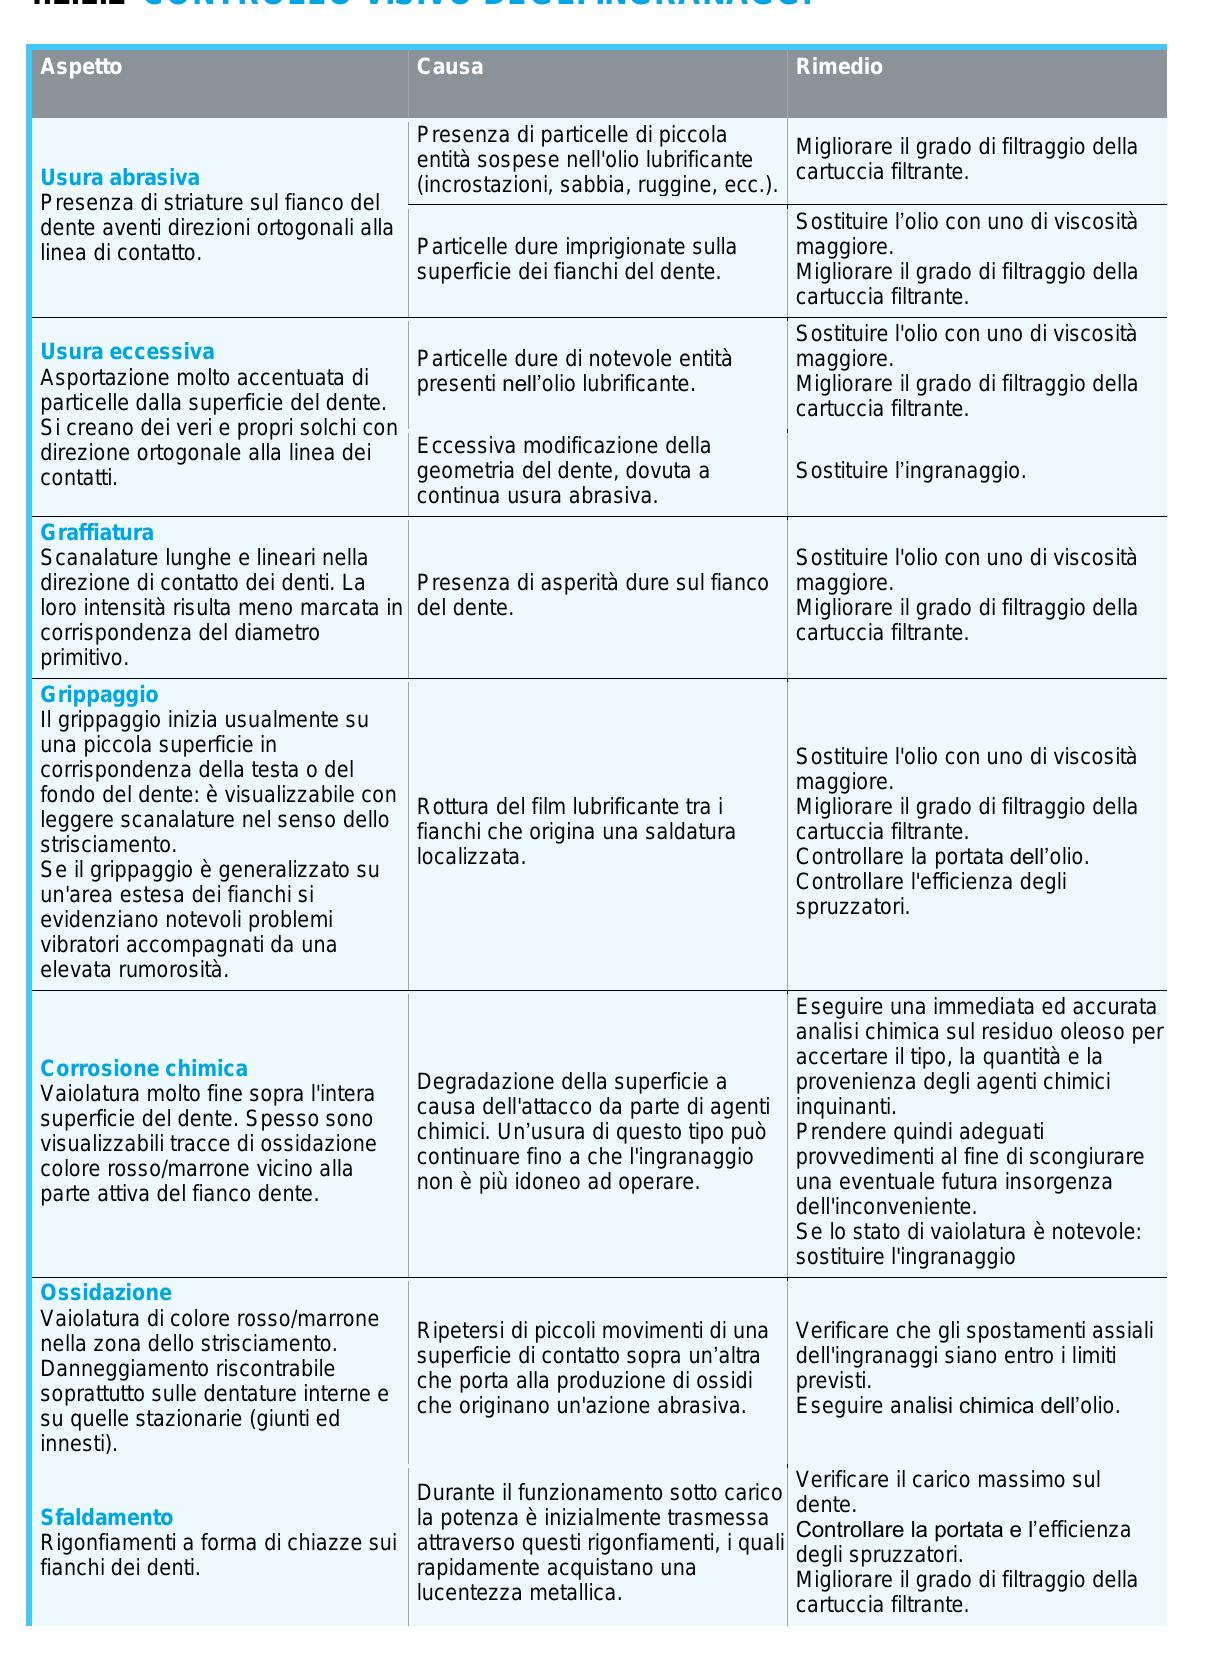 CONTROLLO VISIVO DEGLI INGRANAGGI
Aspetto
Causa
Rimedio
Usura abrasiva
Presenza di striature sul fianco del
dente aventi direzioni ortogonali alla
linea di contatto.
Presenza di particelle di piccola
entità sospese nell'olio lubrificante
(incrostazioni, sabbia, ruggine, ecc.).
Migliorare il grado di filtraggio della
cartuccia filtrante.
Particelle dure imprigionate sulla
superficie dei fianchi del dente.
Sostituire l’olio con uno di viscosità
maggiore.
Migliorare il grado di filtraggio della
cartuccia filtrante.
Usura eccessiva
Asportazione molto accentuata di
particelle dalla superficie del dente.
Si creano dei veri e propri solchi con
direzione ortogonale alla linea dei
contatti.
Particelle dure di notevole entità
presenti nell’olio lubrificante.
Sostituire l'olio con uno di viscosità
maggiore.
Migliorare il grado di filtraggio della
cartuccia filtrante.
Eccessiva modificazione della
geometria del dente, dovuta a
continua usura abrasiva.
Sostituire l’ingranaggio.
Graffiatura
Scanalature lunghe e lineari nella
direzione di contatto dei denti. La
loro intensità risulta meno marcata in
corrispondenza del diametro
primitivo.
Presenza di asperità dure sul fianco
del dente.
Sostituire l'olio con uno di viscosità
maggiore.
Migliorare il grado di filtraggio della
cartuccia filtrante.
Grippaggio
Il grippaggio inizia usualmente su
una piccola superficie in
corrispondenza della testa o del
fondo del dente: è visualizzabile con
leggere scanalature nel senso dello
strisciamento.
Se il grippaggio è generalizzato su
un'area estesa dei fianchi si
evidenziano notevoli problemi
vibratori accompagnati da una
elevata rumorosità.
Rottura del film lubrificante tra i
fianchi che origina una saldatura
localizzata.
Sostituire l'olio con uno di viscosità
maggiore.
Migliorare il grado di filtraggio della
cartuccia filtrante.
Controllare la portata dell’olio.
Controllare l'efficienza degli
spruzzatori.
Corrosione chimica
Vaiolatura molto fine sopra l'intera
superficie del dente. Spesso sono
visualizzabili tracce di ossidazione
colore rosso/marrone vicino alla
parte attiva del fianco dente.
Degradazione della superficie a
causa dell'attacco da parte di agenti
chimici. Un’usura di questo tipo può
continuare fino a che l'ingranaggio
non è più idoneo ad operare.
Eseguire una immediata ed accurata
analisi chimica sul residuo oleoso per
accertare il tipo, la quantità e la
provenienza degli agenti chimici
inquinanti.
Prendere quindi adeguati
provvedimenti al fine di scongiurare
una eventuale futura insorgenza
dell'inconveniente.
Se lo stato di vaiolatura è notevole:
sostituire l'ingranaggio
Ossidazione
Vaiolatura di colore rosso/marrone
nella zona dello strisciamento.
Danneggiamento riscontrabile
soprattutto sulle dentature interne e
su quelle stazionarie (giunti ed
innesti).
Ripetersi di piccoli movimenti di una
superficie di contatto sopra un’altra
che porta alla produzione di ossidi
che originano un'azione abrasiva.
Verificare che gli spostamenti assiali
dell'ingranaggi siano entro i limiti
previsti.
Eseguire analisi chimica dell’olio.
Sfaldamento
Rigonfiamenti a forma di chiazze sui
fianchi dei denti.
Durante il funzionamento sotto carico
la potenza è inizialmente trasmessa
attraverso questi rigonfiamenti, i quali
rapidamente acquistano una
lucentezza metallica.
Verificare il carico massimo sul
dente.
Controllare la portata e l’efficienza
degli spruzzatori.
Migliorare il grado di filtraggio della
cartuccia filtrante.